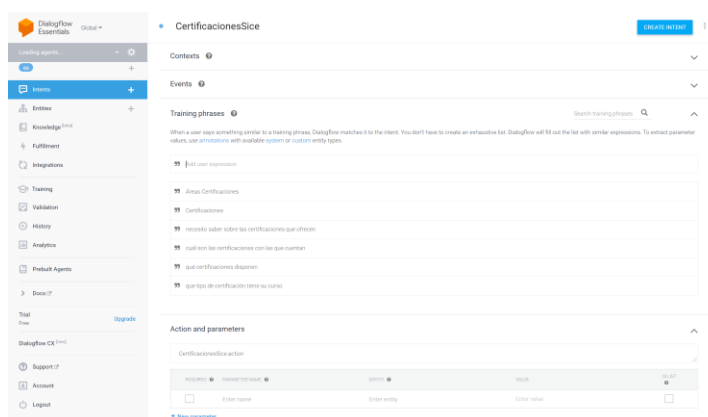 Dialogflow
Essentials
Global
CertificacionesSice
CREATE INTENT
Loading agents...
es
Intents
Entities
Knowledge [beta]
Fulfillment
Integrations
Training
Validation
History
Analytics
Prebuilt Agents
Docs
Trial
Free
Upgrade
Dialogflow CX [new]
Support
Account
Logout
Contexts
Events
Training phrases
Search training phrases
When a user says something similar to a training phrase, Dialogflow matches it to the intent. You don't have to create an exhaustive list. Dialogflow will fill out the list with similar expressions. To extract parameter
values, use annotations with available system or custom entity types.
Add user expression
Areas Certificaciones
Certificaciones
necesito saber sobre las certificaciones que ofrecen
cual son las certificaciones con las que cuentan
que certificaciones disponen
que tipo de certificación tiene su curso
Action and parameters
CertificacionesSice.action
REQUIRED PARAMETER NAME ENTITY VALUE IS LIST
Enter name Enter entity Enter value
+ New parameter